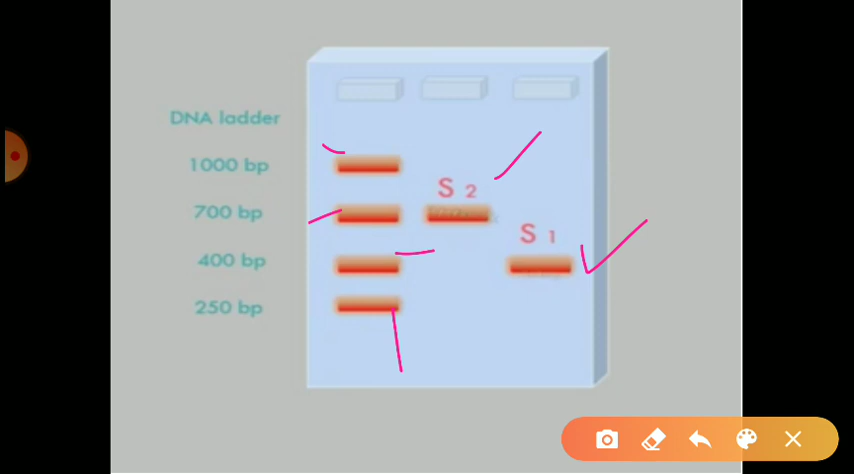 DNA ladder
1000 bp
S 2
700 bp
S 1
400 bp
250 bp